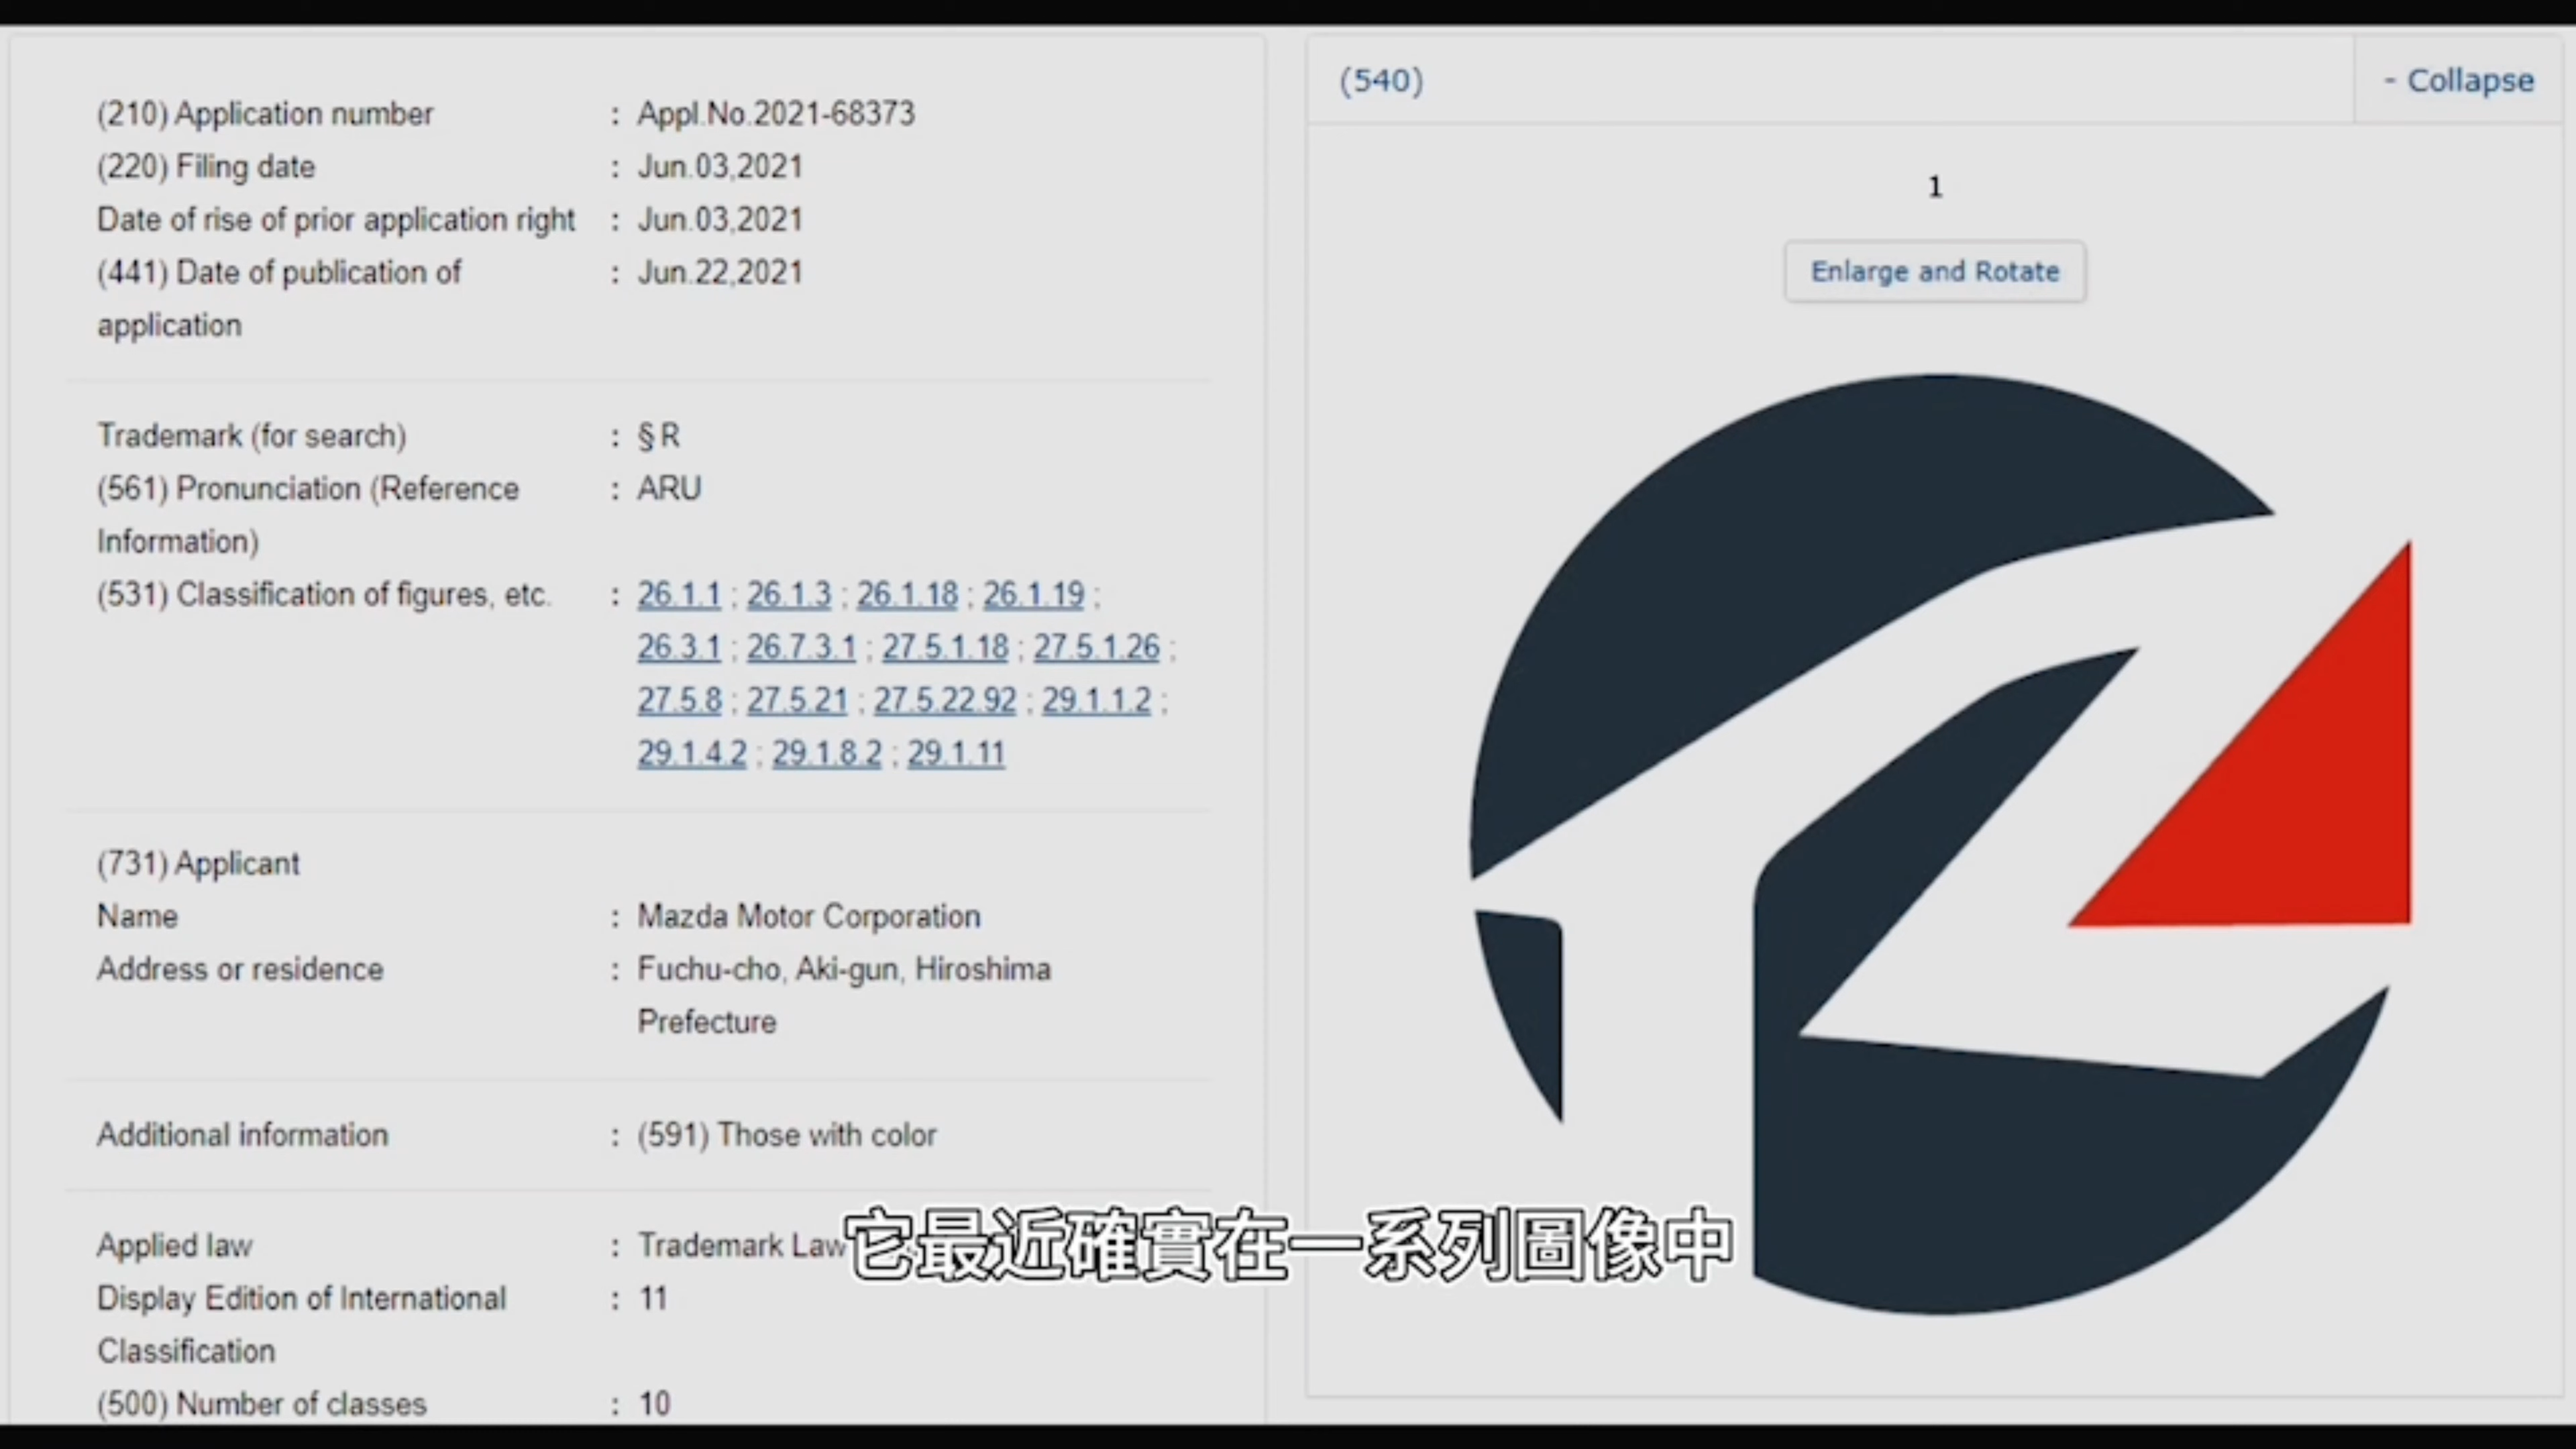 (210) Application number : Appl.No.2021-68373
(220) Filing date : Jun.03,2021
Date of rise of prior application right : Jun.03,2021
(441) Date of publication of : Jun.22,2021
application
Trademark (for search) : §R
(561) Pronunciation (Reference : ARU
Information)
(531) Classification of figures, etc. : 26.1.1 ; 26.1.3 ; 26.1.18 ; 26.1.19 ;
26.3.1 ; 26.7.3.1 ; 27.5.1.18 ; 27.5.1.26 ;
27.5.8 ; 27.5.21 ; 27.5.22.92 ; 29.1.1.2 ;
29.1.4.2 ; 29.1.8.2 ; 29.1.11
(731) Applicant
Name : Mazda Motor Corporation
Address or residence : Fuchu-cho, Aki-gun, Hiroshima
Prefecture
Additional information : (591) Those with color
Applied law : Trademark Law
Display Edition of International : 11
Classification
(500) Number of classes : 10
(540)
- Collapse
1
Enlarge and Rotate
它最近確實在一系列圖像中